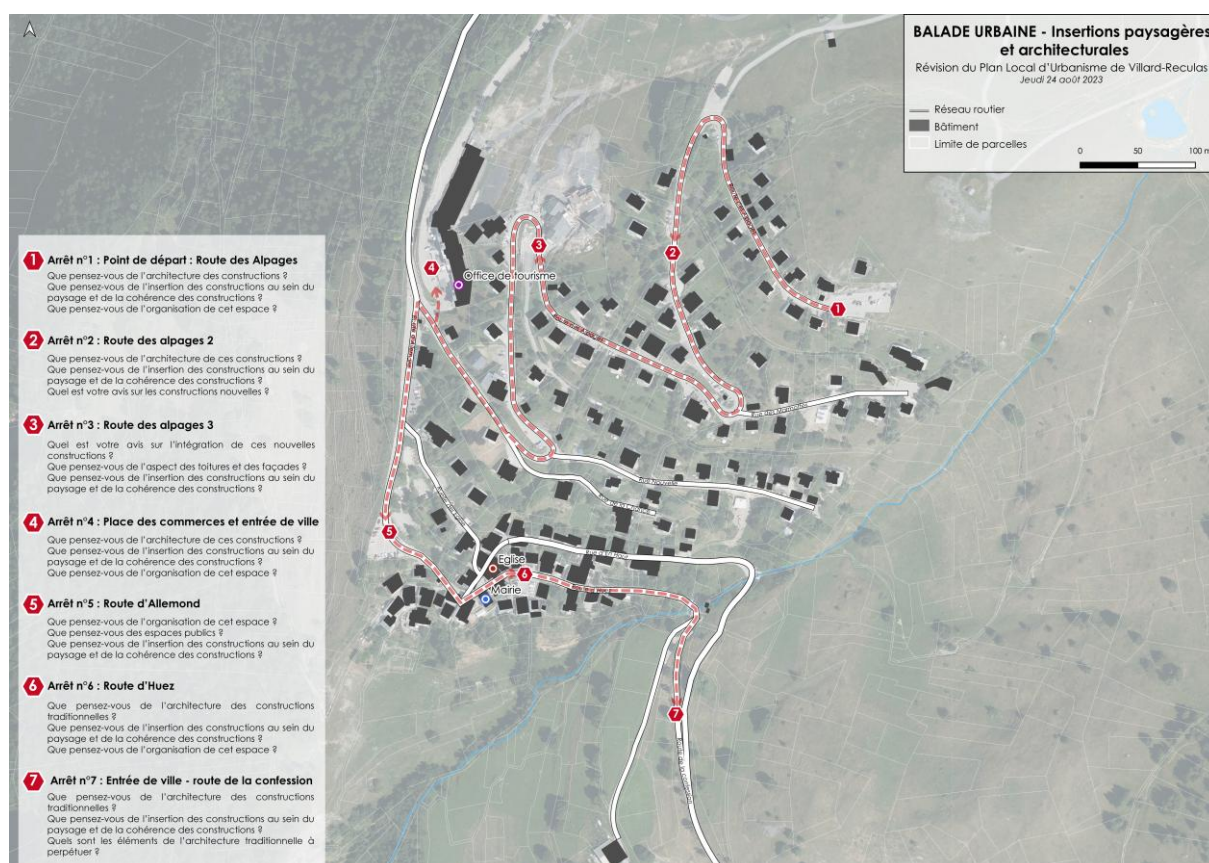 BALADE URBAINE - Insertions paysagères
et architecturales
Révision du Plan Local d'Urbanisme de Villard-Reculas
Jeudi 24 août 2023
Réseau routier
Bâtiment
Limite de parcelles
0 50 100 m
1 Arrêt n°1 : Point de départ : Route des Alpages
Que pensez-vous de l'architecture des constructions ?
Que pensez-vous de l'insertion des constructions au sein du
paysage et de la cohérence des constructions ?
Que pensez-vous de l'organisation de cet espace ?
2 Arrêt n°2 : Route des alpages 2
Que pensez-vous de l'architecture de ces constructions ?
Que pensez-vous de l'insertion des constructions au sein du
paysage et de la cohérence des constructions ?
Quel est votre avis sur les constructions nouvelles ?
3 Arrêt n°3 : Route des alpages 3
Quel est votre avis sur l'intégration de ces nouvelles
constructions ?
Que pensez-vous de l'aspect des toitures et des façades ?
Que pensez-vous de l'insertion des constructions au sein du
paysage et de la cohérence des constructions ?
4 Arrêt n°4 : Place des commerces et entrée de ville
Que pensez-vous de l'architecture de ces constructions ?
Que pensez-vous de l'insertion des constructions au sein du
paysage et de la cohérence des constructions ?
Que pensez-vous de l'organisation de cet espace ?
5 Arrêt n°5 : Route d'Allemond
Que pensez-vous de l'organisation de cet espace ?
Que pensez-vous des espaces publics ?
Que pensez-vous de l'insertion des constructions au sein du
paysage et de la cohérence des constructions ?
6 Arrêt n°6 : Route d'Huez
Que pensez-vous de l'architecture des constructions
traditionnelles ?
Que pensez-vous de l'insertion des constructions au sein du
paysage et de la cohérence des constructions ?
Que pensez-vous de l'organisation de cet espace ?
7 Arrêt n°7 : Entrée de ville - route de la confession
Que pensez-vous de l'architecture des constructions
traditionnelles ?
Que pensez-vous de l'insertion des constructions au sein du
paysage et de la cohérence des constructions ?
Quels sont les éléments de l'architecture traditionnelle à
perpétuer ?
4
Office de tourisme
3
2
1
Rue Nouvelle
5
Rue d'En Haut
Eglise
6
Mairie
7
Route de la confession